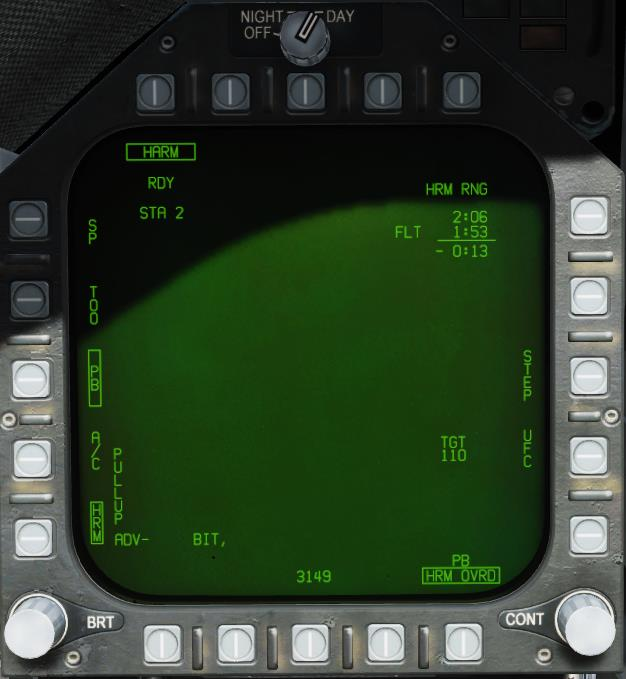 NIGHT DAY
OFF
HARM
RDY
STA 2
HRM RNG
2:06
FLT 1:53
- 0:13
SP
TOO
PB
A/C
HRM
PULLUP
STEP
UFC
TGT
110
ADV- BIT,
3149
PB
HRM OVRD
BRT
CONT